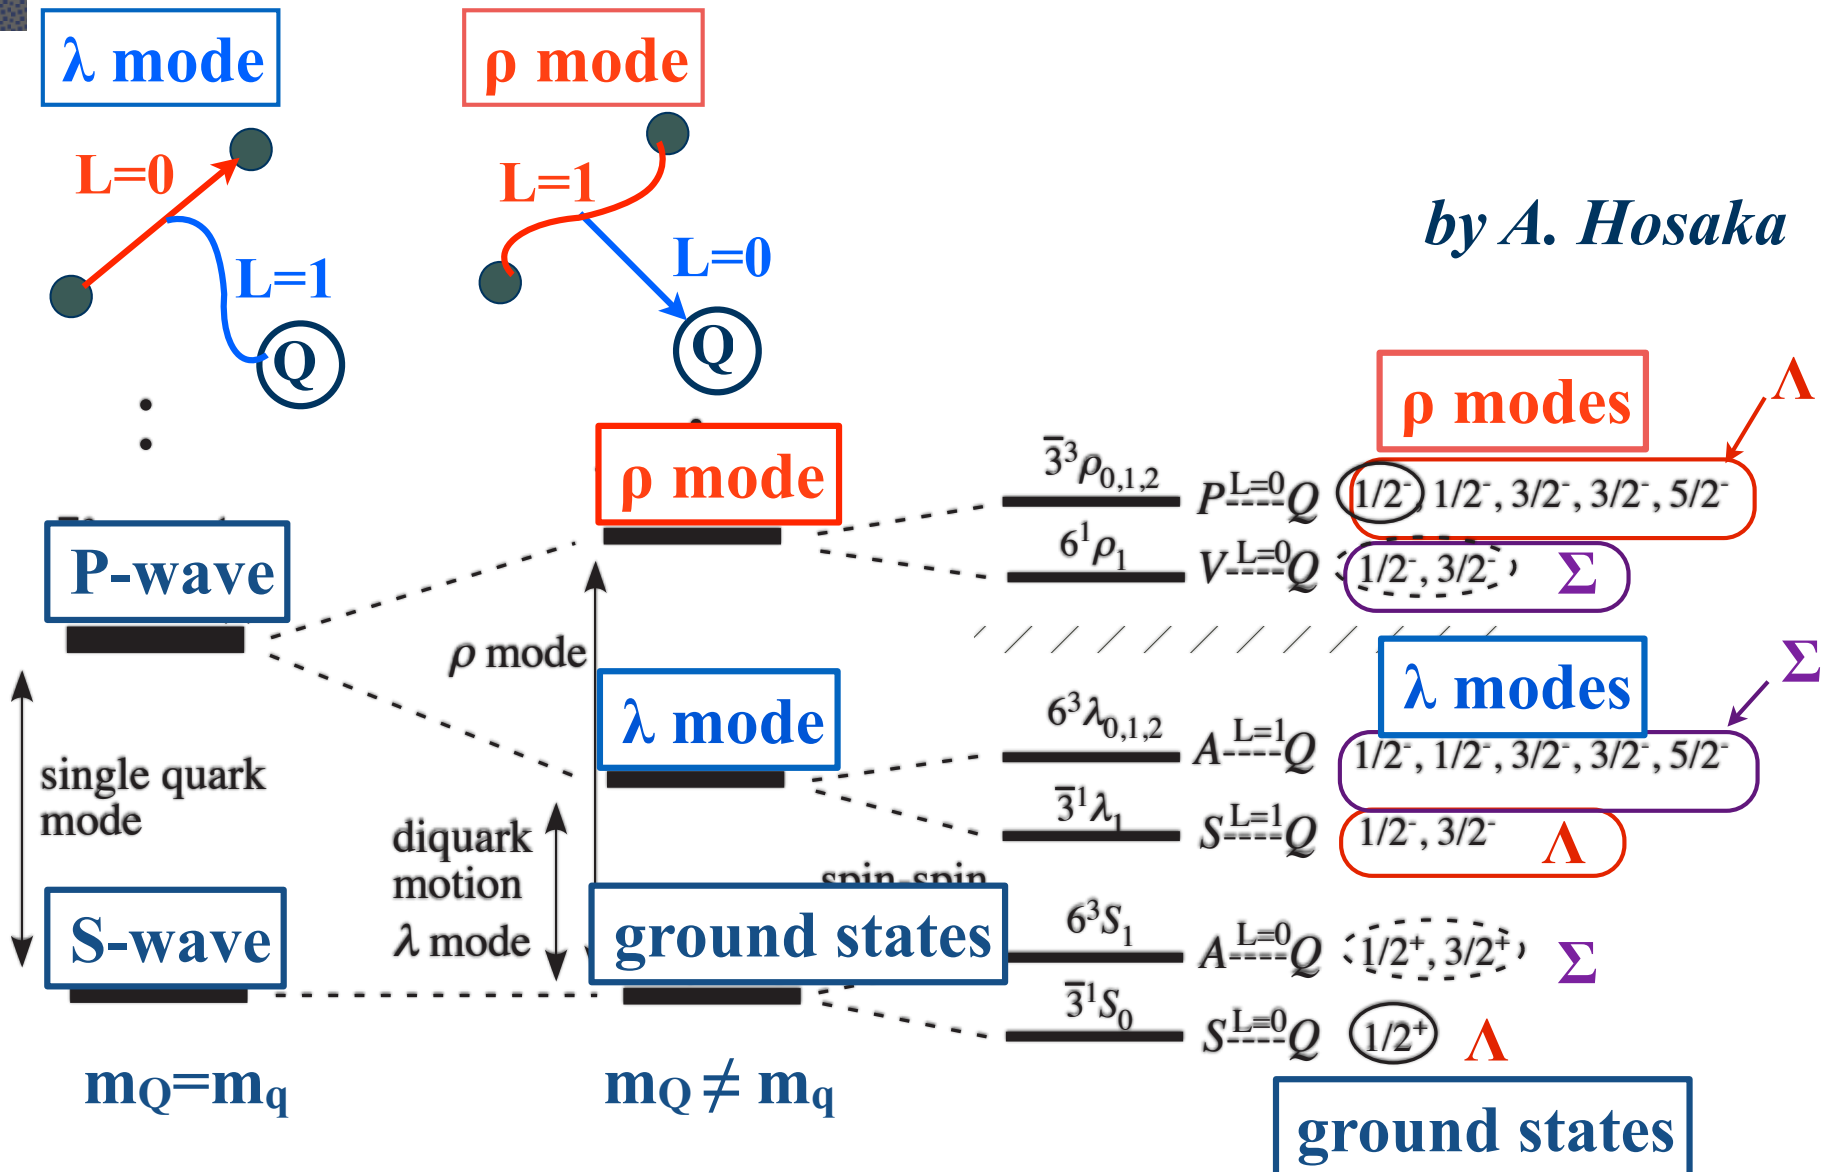 λ mode
ρ mode
L=0
L=1
Q
L=1
L=0
Q
by A. Hosaka
ρ modes
Λ
ρ mode
3̅³ρ₀,₁,₂ P L=0 ----Q 1/2⁻, 1/2⁻, 3/2⁻, 3/2⁻, 5/2⁻
6¹ρ₁ V L=0 ----Q 1/2⁻, 3/2⁻ Σ
P-wave
ρ mode
λ mode
λ modes
Σ
6³λ₀,₁,₂ A L=1 ----Q 1/2⁻, 1/2⁻, 3/2⁻, 3/2⁻, 5/2⁻
3̅¹λ₁ S L=1 ----Q 1/2⁻, 3/2⁻ Λ
single quark
mode
diquark
motion
λ mode
spin-spin
S-wave
ground states
6³S₁ A L=0 ----Q 1/2⁺, 3/2⁺ Σ
3̅¹S₀ S L=0 ----Q 1/2⁺ Λ
mQ=mq
mQ ≠ mq
ground states